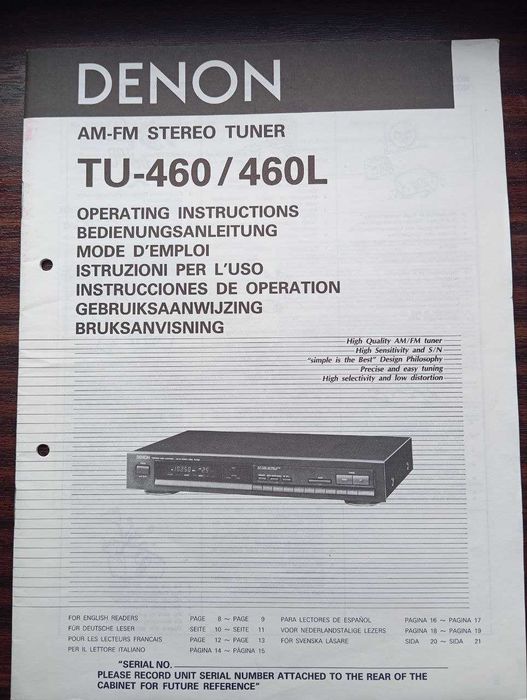 DENON
AM-FM STEREO TUNER
TU-460/460L
OPERATING INSTRUCTIONS
BEDIENUNGSANLEITUNG
MODE D'EMPLOI
ISTRUZIONI PER L'USO
INSTRUCCIONES DE OPERATION
GEBRUIKSAANWIJZING
BRUKSANVISNING
High Quality AM/FM tuner
High Sensitivity and S/N
"simple is the Best" Design Philosophy
Precise and easy tuning
High selectivity and low distortion
DENON
FOR ENGLISH READERS PAGE 8 ~ PAGE 9
FÜR DEUTSCHE LESER SEITE 10 ~ SEITE 11
POUR LES LECTEURS FRANCAIS PAGE 12 ~ PAGE 13
PER IL LETTORE ITALIANO PÀGINA 14 ~ PÀGINA 15
PARA LECTORES DE ESPAÑOL PAGINA 16 ~ PAGINA 17
VOOR NEDERLANDSTALIGE LEZERS PAGINA 18 ~ PAGINA 19
FÖR SVENSKA LÄSARE SIDA 20 ~ SIDA 21
"SERIAL NO.
PLEASE RECORD UNIT SERIAL NUMBER ATTACHED TO THE REAR OF THE
CABINET FOR FUTURE REFERENCE"